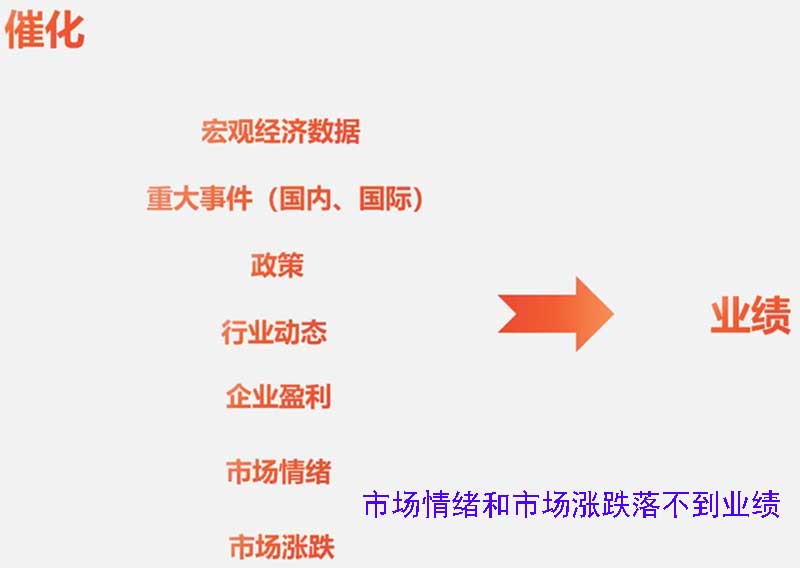 催化
宏观经济数据
重大事件（国内、国际）
政策
行业动态
业绩
企业盈利
市场情绪
市场情绪和市场涨跌落不到业绩
市场涨跌